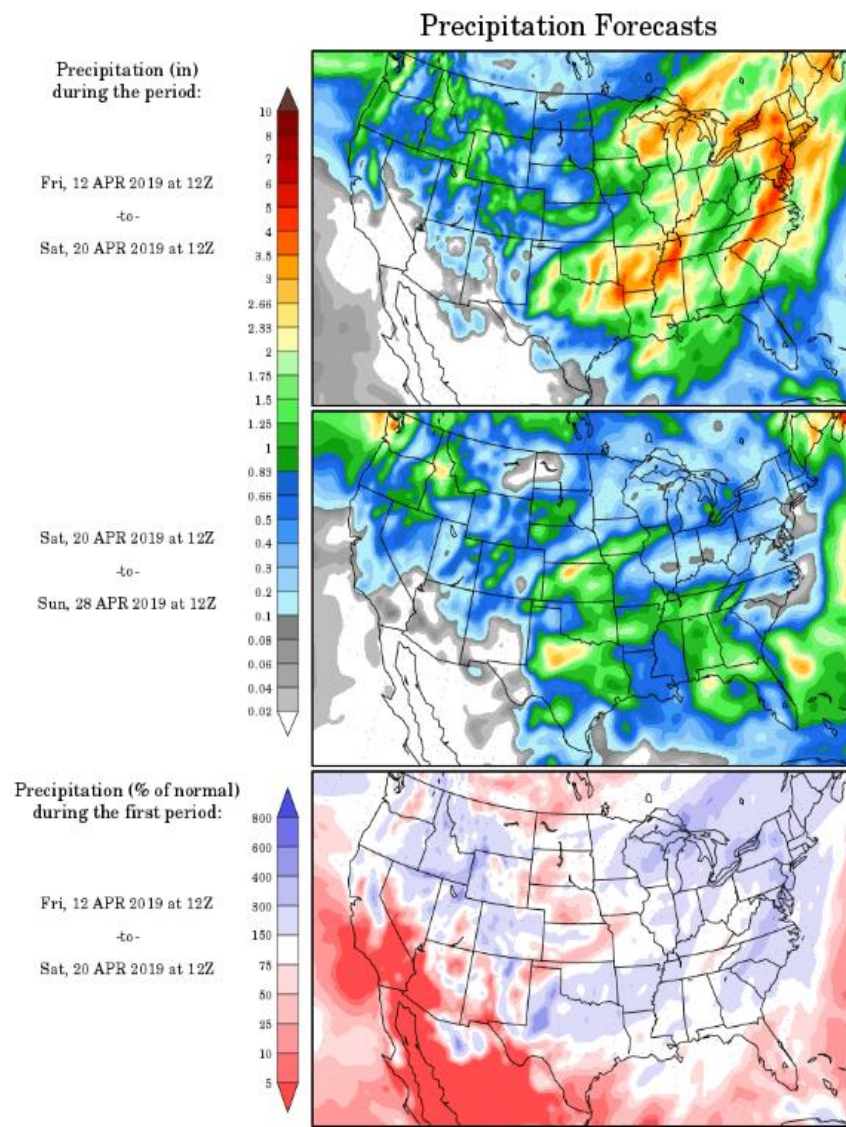 Precipitation Forecasts
Precipitation (in)
during the period:
Fri, 12 APR 2019 at 12Z
-to-
Sat, 20 APR 2019 at 12Z
Sat, 20 APR 2019 at 12Z
-to-
Sun, 28 APR 2019 at 12Z
10
8
7
6
5
4
3.5
3
2.66
2.33
2
1.75
1.5
1.25
1
0.83
0.66
0.5
0.4
0.3
0.2
0.1
0.08
0.06
0.04
0.02
Precipitation (% of normal)
during the first period:
Fri, 12 APR 2019 at 12Z
-to-
Sat, 20 APR 2019 at 12Z
800
600
400
300
150
75
50
25
10
5